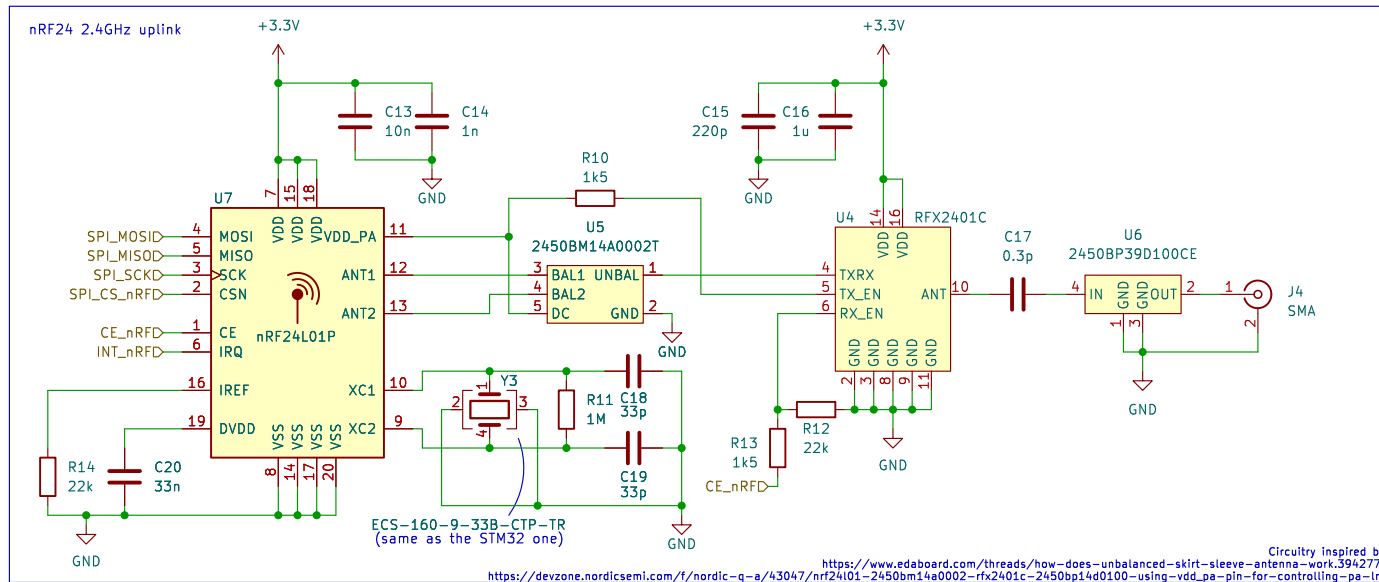 nRF24 2.4GHz uplink
+3.3V
+3.3V
C13
10n
C14
1n
C15
220p
C16
1u
GND
GND
R10
1k5
U7
7
15
18
VDD
VDD
VDD
VDD_PA
11
SPI_MOSI
4
MOSI
SPI_MISO
5
MISO
SPI_SCK
3
SCK
SPI_CS_nRF
2
CSN
CE_nRF
1
CE
INT_nRF
6
IRQ
16
IREF
19
DVDD
ANT1
12
ANT2
13
nRF24L01P
XC1
10
XC2
9
VSS
VSS
VSS
VSS
8
14
17
20
R14
22k
C20
33n
GND
U5
2450BM14A0002T
3
BAL1
UNBAL
1
4
BAL2
5
DC
GND
2
GND
Y3
1
2
3
4
R11
1M
C18
33p
C19
33p
GND
ECS-160-9-33B-CTP-TR
(same as the STM32 one)
U4
RFX2401C
14
16
VDD
VDD
4
TXRX
5
TX_EN
6
RX_EN
ANT
10
GND
GND
GND
GND
GND
2
3
8
9
11
R12
22k
R13
1k5
CE_nRF
GND
C17
0.3p
U6
2450BP39D100CE
4
IN
GND
GND
OUT
2
1
3
GND
1
2
J4
SMA
Circuitry inspired b
https://www.edaboard.com/threads/how-does-unbalanced-skirt-sleeve-antenna-work.394277
https://devzone.nordicsemi.com/f/nordic-q-a/43047/nrf24l01-2450bm14a0002-rfx2401c-2450bp14d0100-using-vdd_pa-pin-for-controlling-pa-l